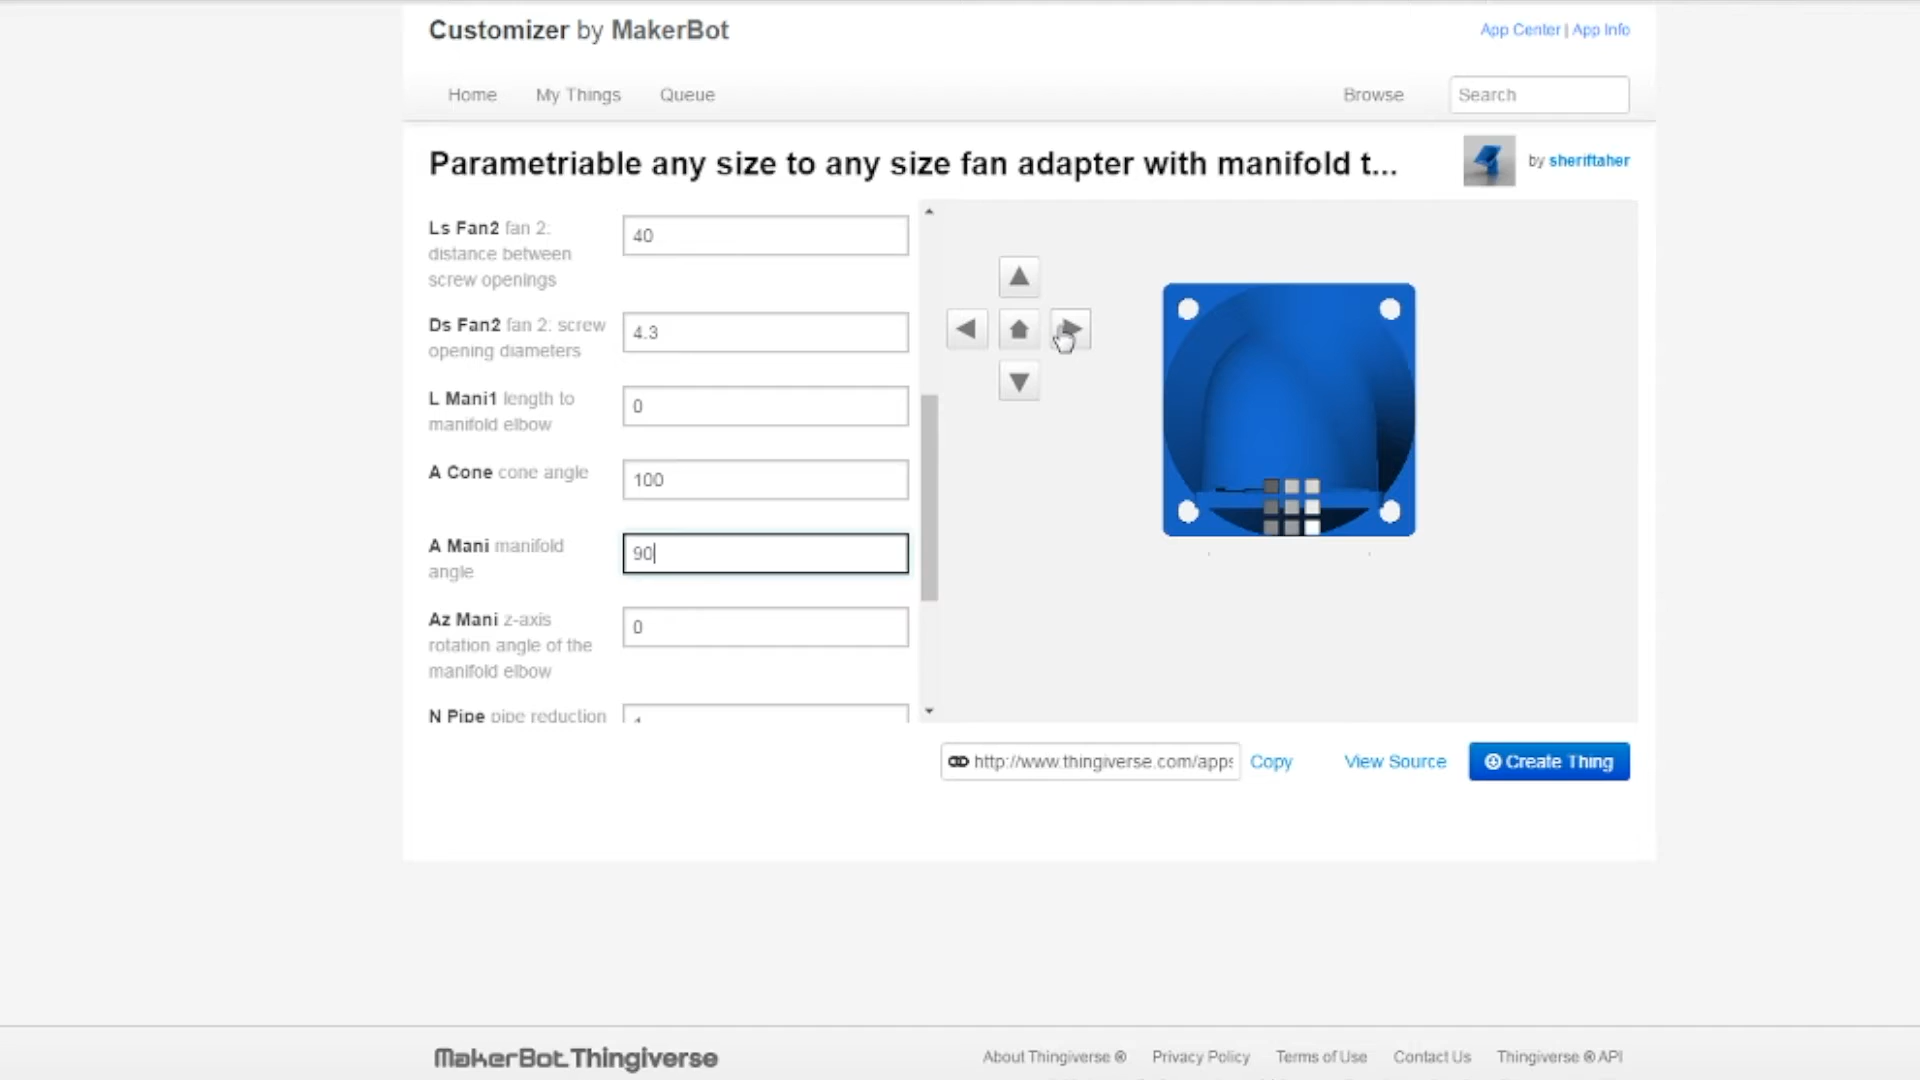 Customizer by MakerBot
App Center | App Info
Home My Things Queue Browse Search
Parametriable any size to any size fan adapter with manifold t...
by sheriftaher
Ls Fan2 fan 2:
distance between
screw openings
40
Ds Fan2 fan 2: screw
opening diameters
4.3
L Mani1 length to
manifold elbow
0
A Cone cone angle
100
A Mani manifold
angle
90
Az Mani z-axis
rotation angle of the
manifold elbow
0
N Pipe pipe reduction
http://www.thingiverse.com/apps
Copy
View Source
Create Thing
MakerBot Thingiverse
About Thingiverse ® Privacy Policy Terms of Use Contact Us Thingiverse ® API